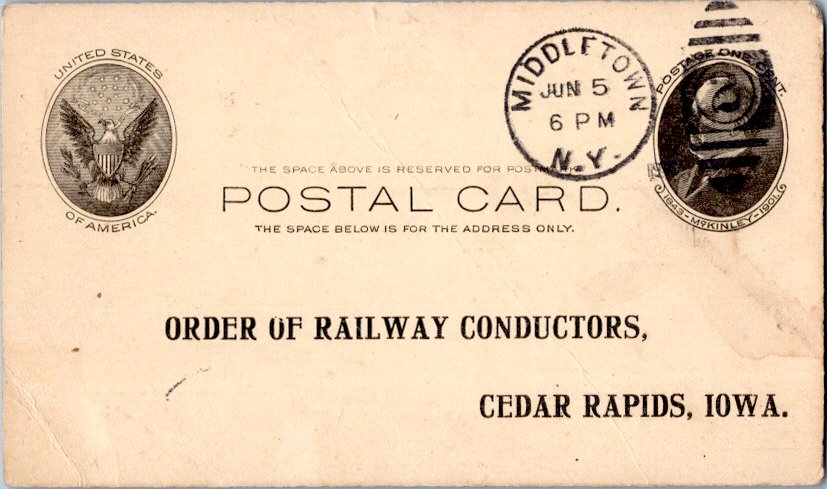 UNITED STATES
OF AMERICA.
MIDDLETOWN
JUN 5
6 PM
N.Y.
POSTAGE ONE CENT.
1843-McKINLEY-1901.
THE SPACE ABOVE IS RESERVED FOR
POSTAL CARD.
THE SPACE BELOW IS FOR THE ADDRESS ONLY.
ORDER OF RAILWAY CONDUCTORS,
CEDAR RAPIDS, IOWA.